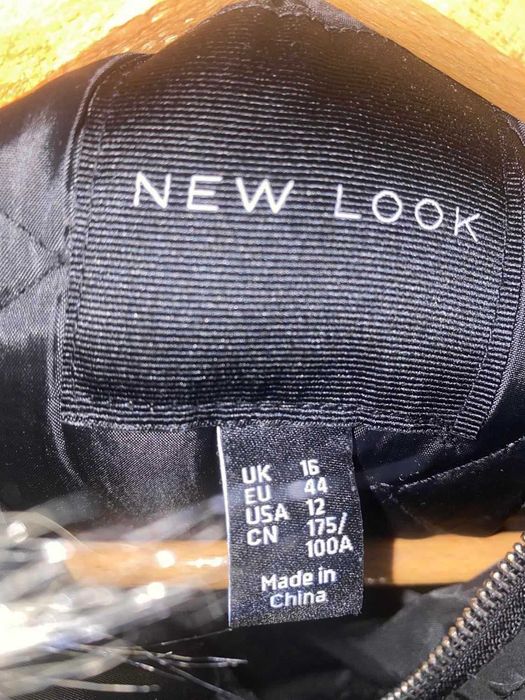 NEW LOOK
UK 16
EU 44
USA 12
CN 175/
100A
Made in
China